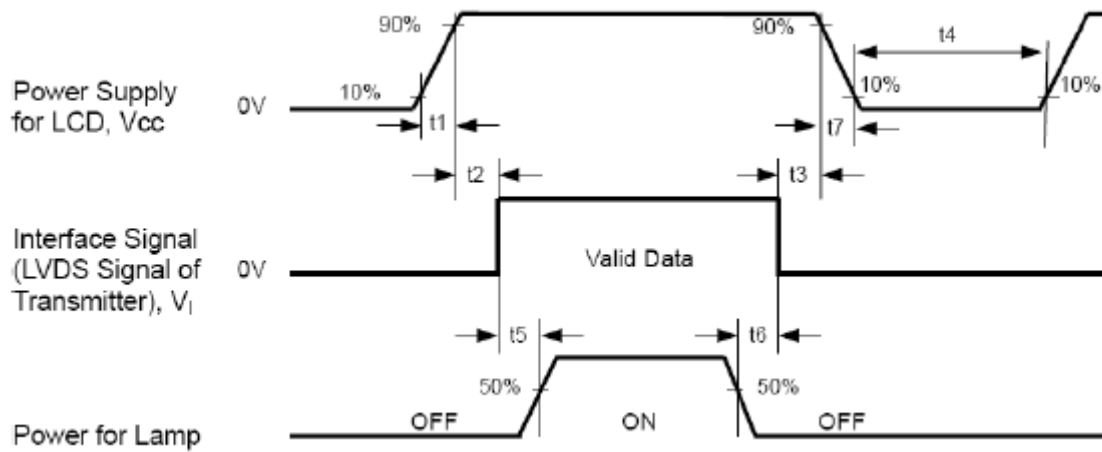 90%
90%
t4
Power Supply
for LCD, Vcc
0V
10%
10%
10%
t1
t7
t2
t3
Interface Signal
(LVDS Signal of
Transmitter), VI
0V
Valid Data
t5
t6
50%
50%
Power for Lamp
OFF
ON
OFF